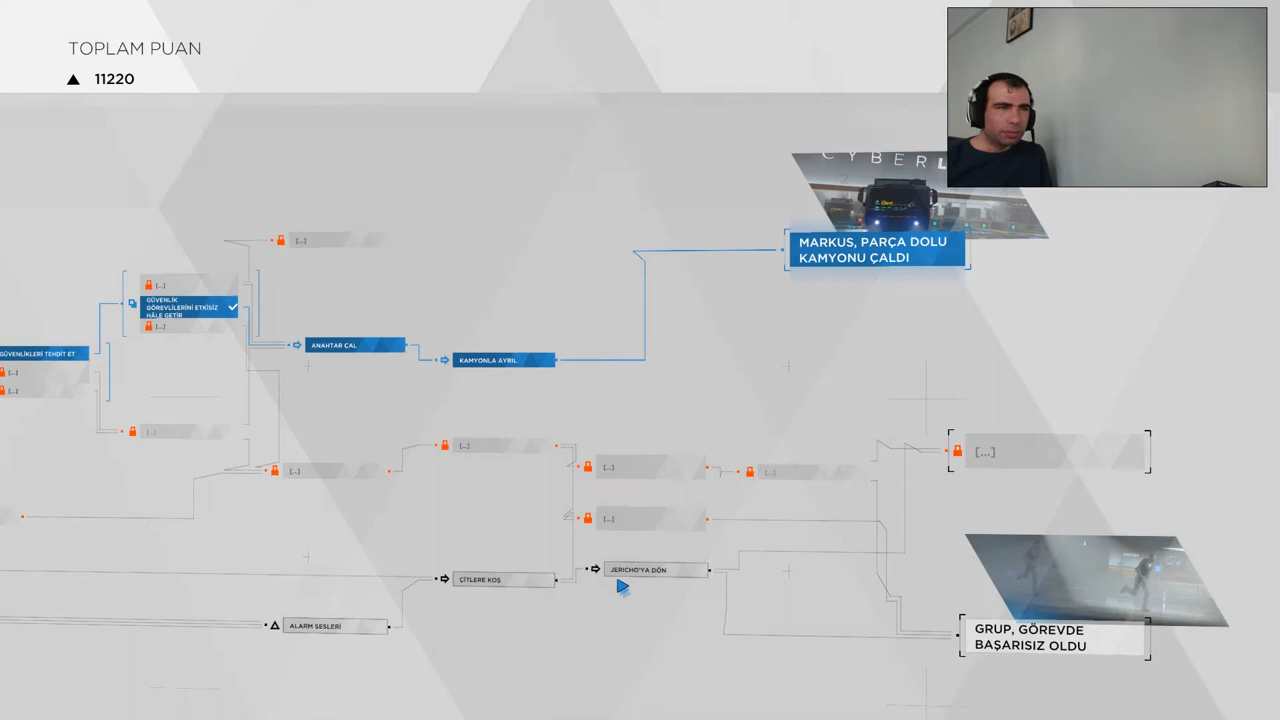 TOPLAM PUAN
11220
CYBERL
MARKUS, PARÇA DOLU
KAMYONU ÇALDI
[...]
[...]
GÜVENLİK
GÖREVLİLERİNİ ETKİSİZ
HÂLE GETİR
[...]
GÜVENLİKLERİ TEHDİT ET
[...]
[...]
ANAHTAR ÇAL
KAMYONLA AYRIL
[...]
[...]
[...]
[...]
[...]
[...]
[...]
JERICHO'YA DÖN
ÇİTLERE KOŞ
ALARM SESLERİ
GRUP, GÖREVDE
BAŞARISIZ OLDU